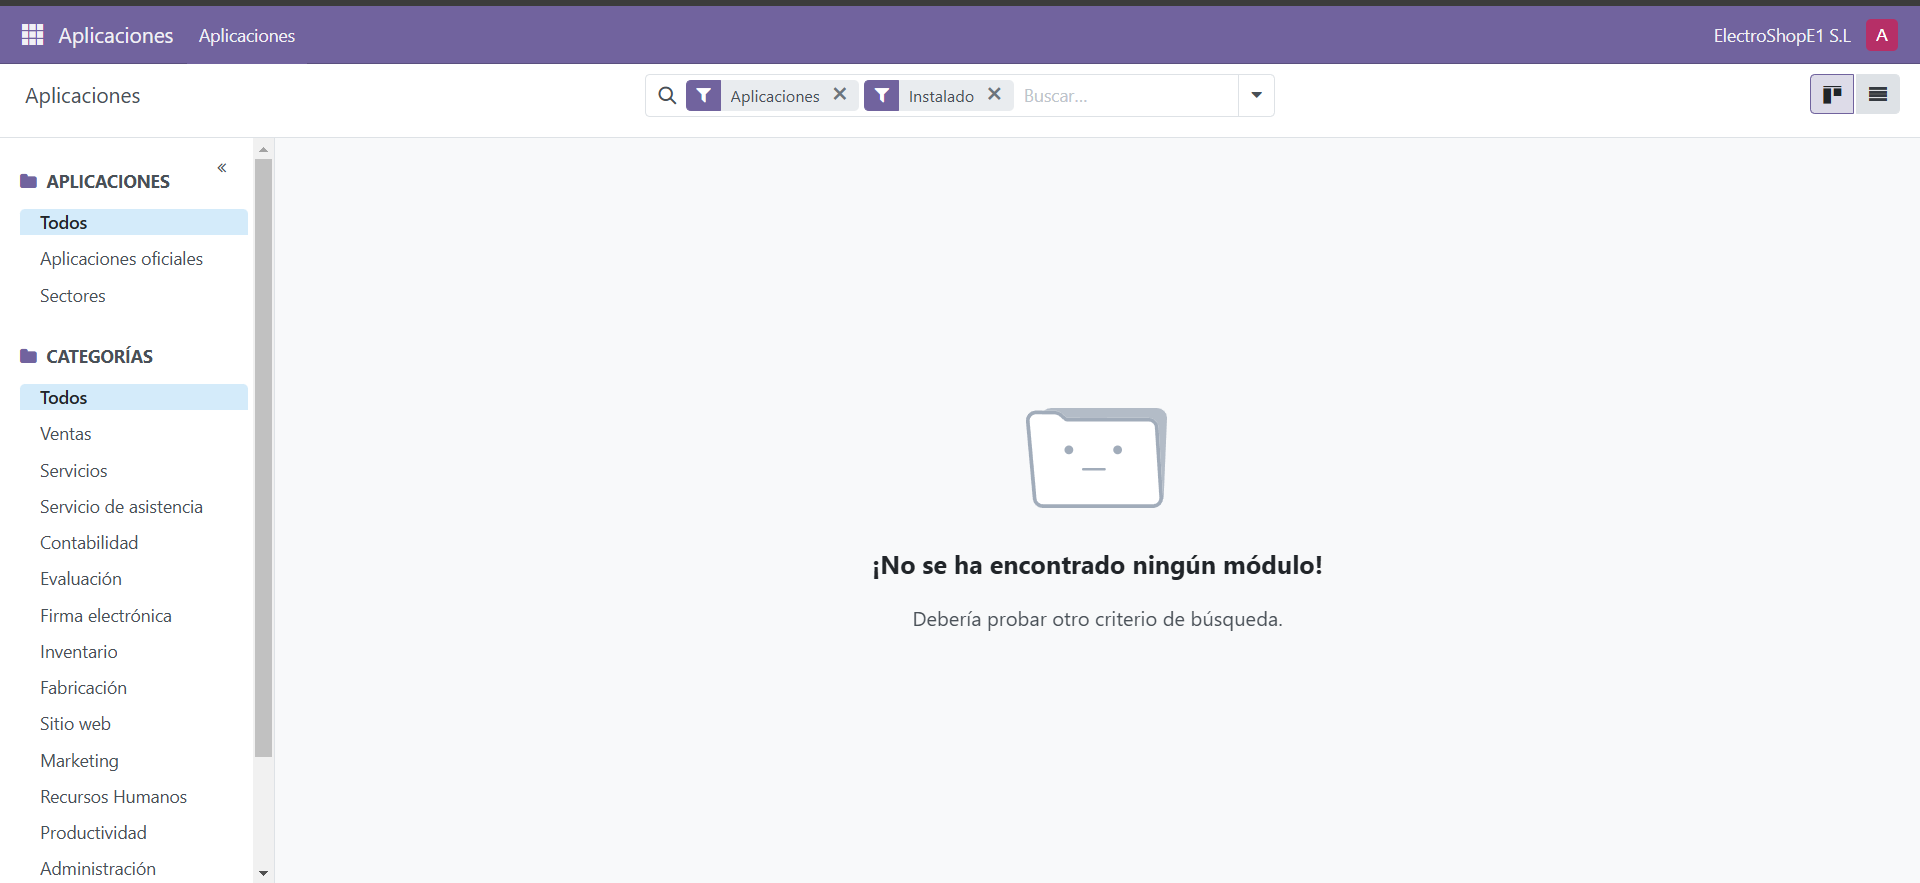 Aplicaciones Aplicaciones
ElectroShopE1 S.L A
Aplicaciones
Aplicaciones Instalado Buscar...
APLICACIONES
Todos
Aplicaciones oficiales
Sectores
CATEGORÍAS
Todos
Ventas
Servicios
Servicio de asistencia
Contabilidad
Evaluación
Firma electrónica
Inventario
Fabricación
Sitio web
Marketing
Recursos Humanos
Productividad
Administración
¡No se ha encontrado ningún módulo!
Debería probar otro criterio de búsqueda.